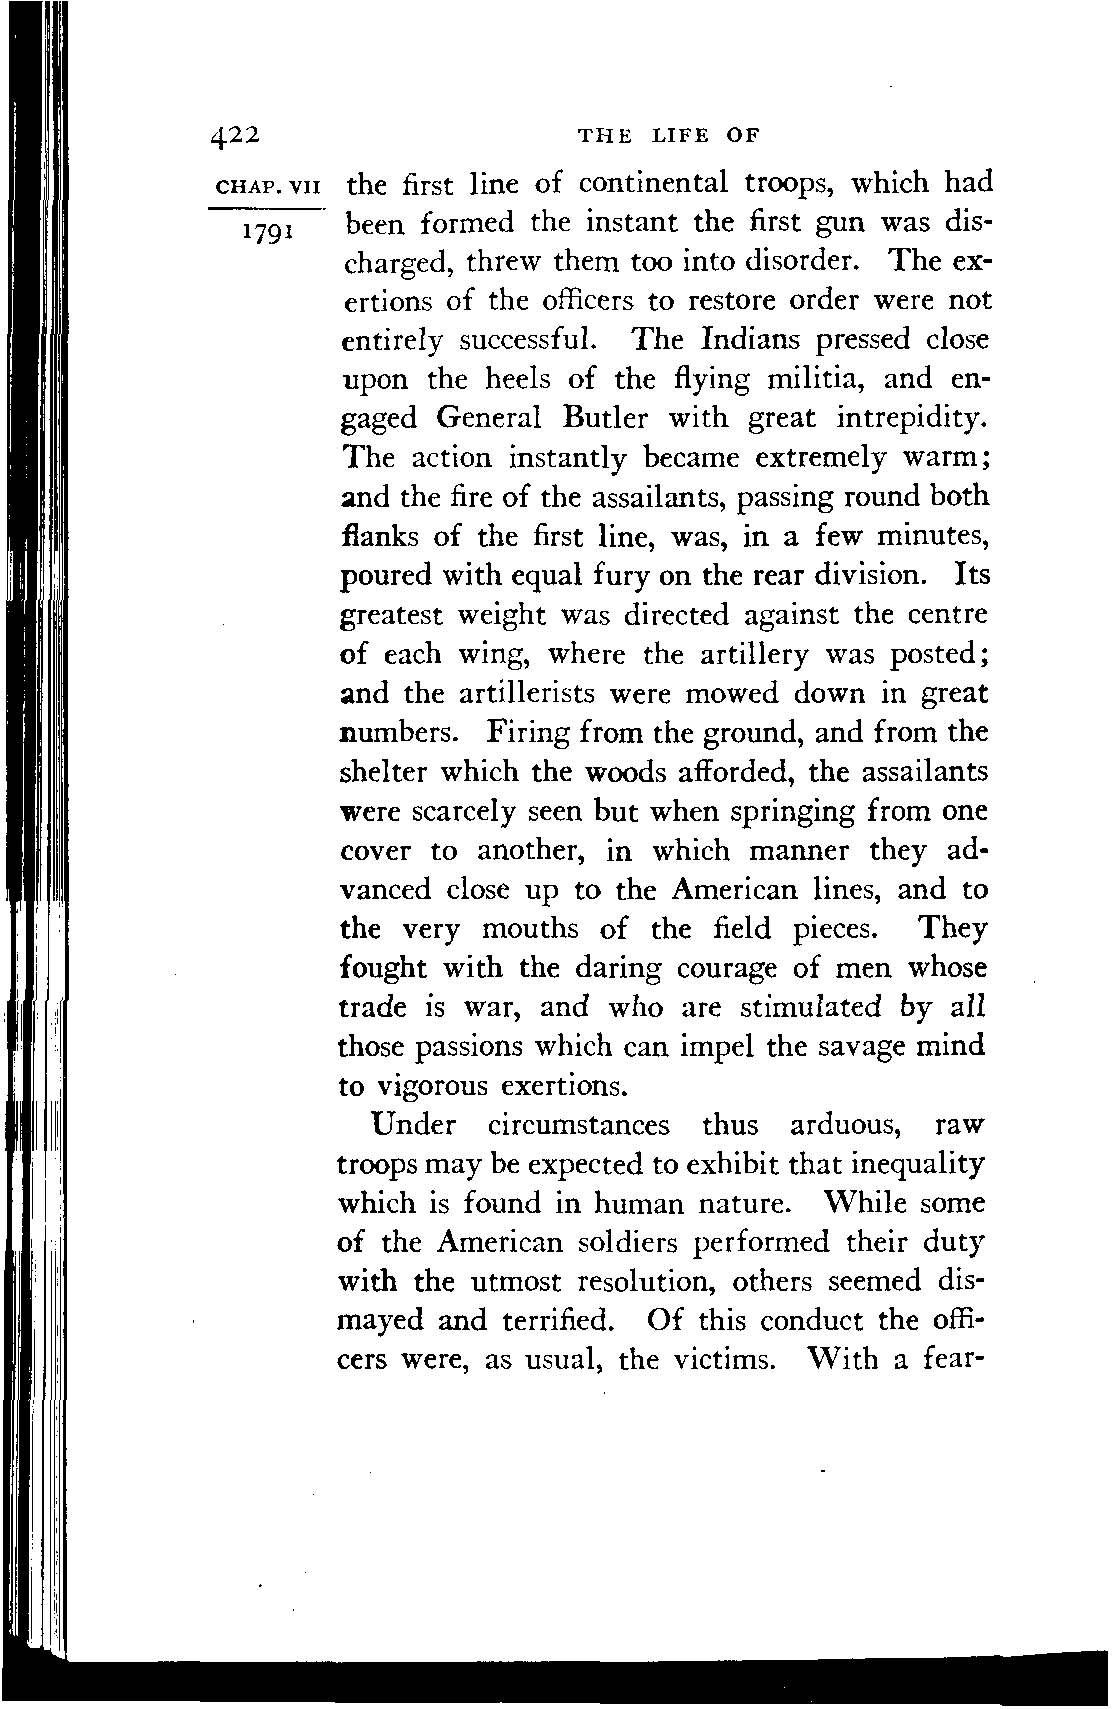 422 THE LIFE OF
CHAP. VII
1791
the first line of continental troops, which had
been formed the instant the first gun was dis-
charged, threw them too into disorder. The ex-
ertions of the officers to restore order were not
entirely successful. The Indians pressed close
upon the heels of the flying militia, and en-
gaged General Butler with great intrepidity.
The action instantly became extremely warm;
and the fire of the assailants, passing round both
flanks of the first line, was, in a few minutes,
poured with equal fury on the rear division. Its
greatest weight was directed against the centre
of each wing, where the artillery was posted;
and the artillerists were mowed down in great
numbers. Firing from the ground, and from the
shelter which the woods afforded, the assailants
were scarcely seen but when springing from one
cover to another, in which manner they ad-
vanced close up to the American lines, and to
the very mouths of the field pieces. They
fought with the daring courage of men whose
trade is war, and who are stimulated by all
those passions which can impel the savage mind
to vigorous exertions.
Under circumstances thus arduous, raw
troops may be expected to exhibit that inequality
which is found in human nature. While some
of the American soldiers performed their duty
with the utmost resolution, others seemed dis-
mayed and terrified. Of this conduct the offi-
cers were, as usual, the victims. With a fear-